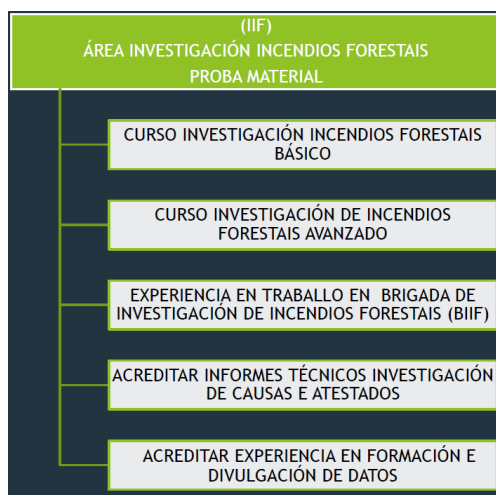 (IIF)
ÁREA INVESTIGACIÓN INCENDIOS FORESTAIS
PROBA MATERIAL
CURSO INVESTIGACIÓN INCENDIOS FORESTAIS
BÁSICO
CURSO INVESTIGACIÓN DE INCENDIOS
FORESTAIS AVANZADO
EXPERIENCIA EN TRABALLO EN BRIGADA DE
INVESTIGACIÓN DE INCENDIOS FORESTAIS (BIIF)
ACREDITAR INFORMES TÉCNICOS INVESTIGACIÓN
DE CAUSAS E ATESTADOS
ACREDITAR EXPERIENCIA EN FORMACIÓN E
DIVULGACIÓN DE DATOS